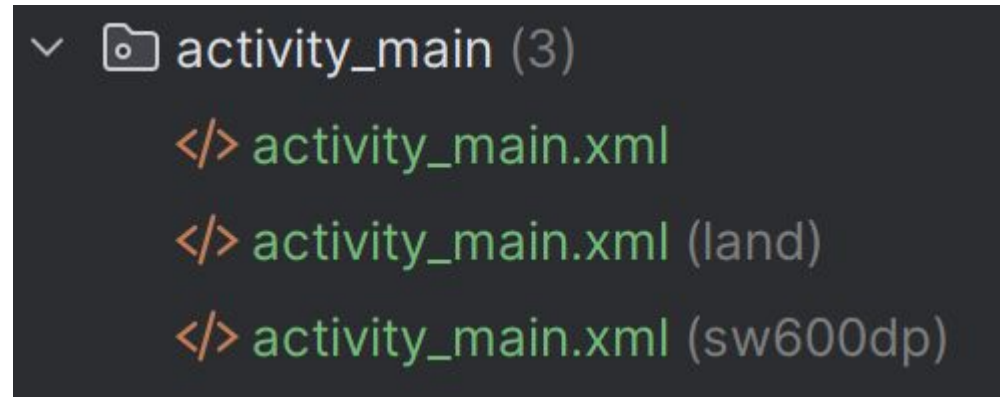 activity_main (3)
</> activity_main.xml
</> activity_main.xml (land)
</> activity_main.xml (sw600dp)